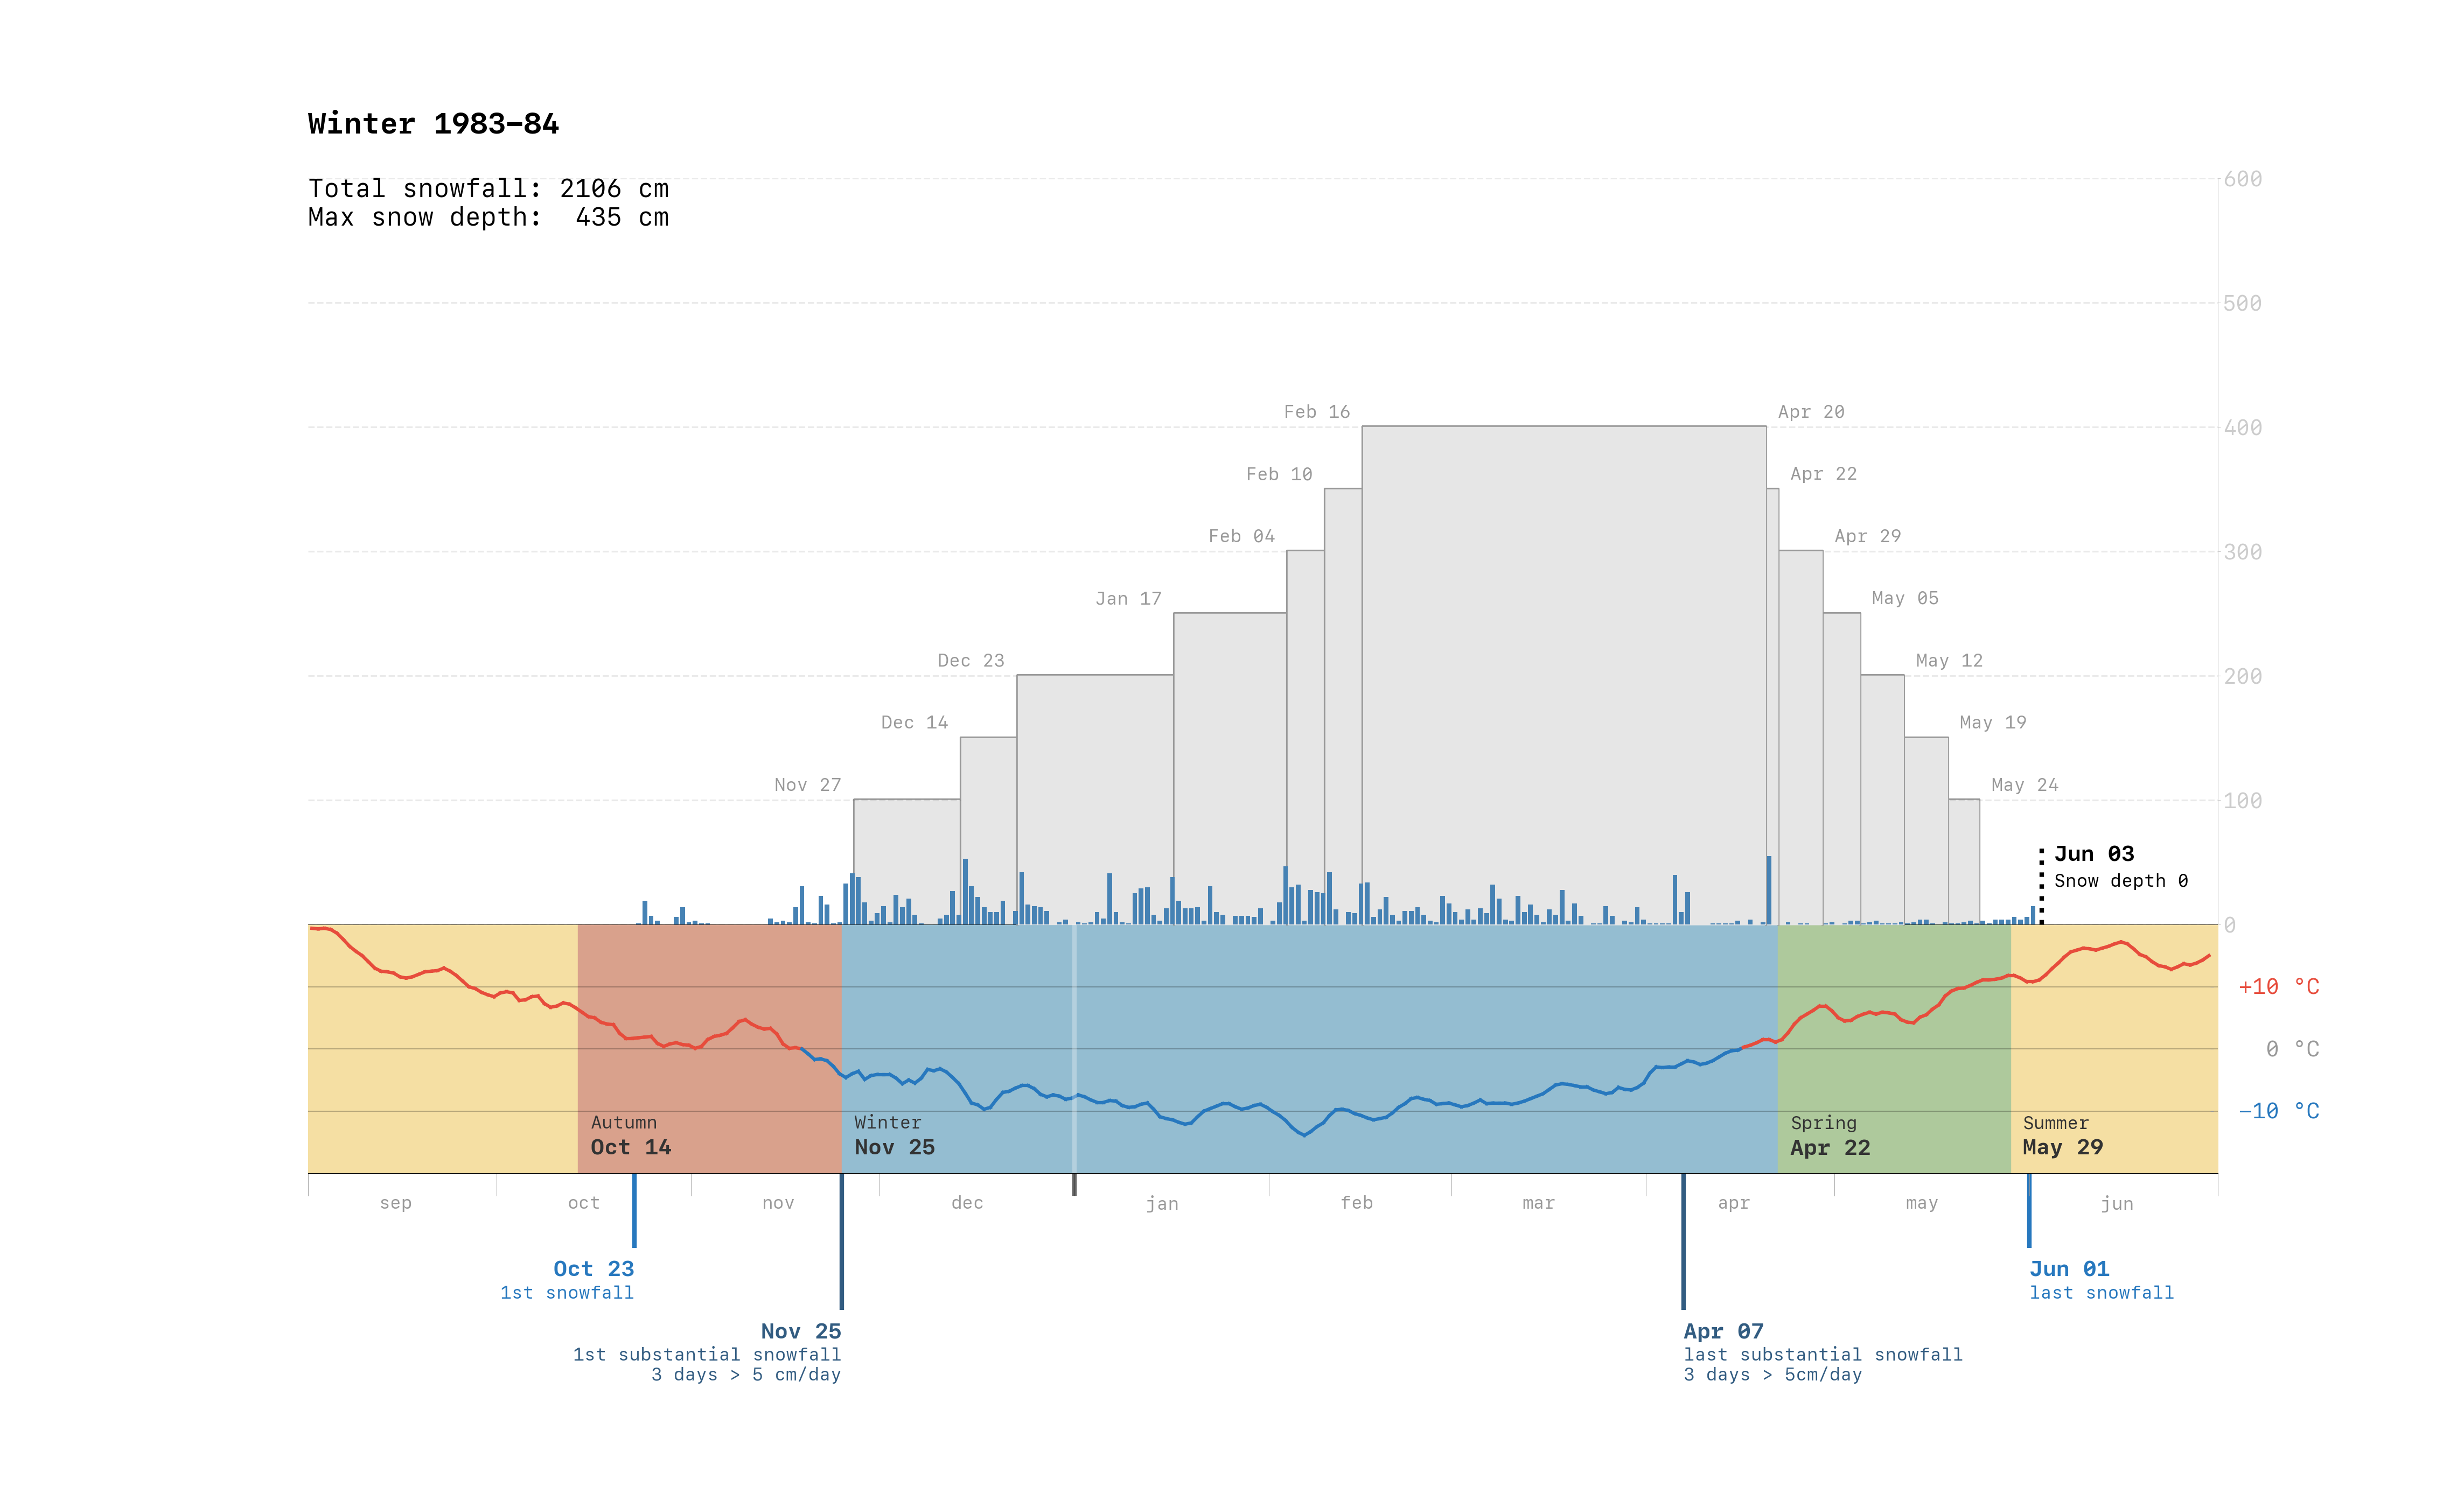 Winter 1983–84
Total snowfall: 2106 cm
Max snow depth: 435 cm
600
500
Feb 16
Apr 20
400
Feb 10
Apr 22
Feb 04
Apr 29
300
Jan 17
May 05
Dec 23
May 12
200
Dec 14
May 19
Nov 27
May 24
100
Jun 03
Snow depth 0
0
+10 °C
0 °C
−10 °C
Autumn
Oct 14
Winter
Nov 25
Spring
Apr 22
Summer
May 29
sep oct nov dec jan feb mar apr may jun
Oct 23
1st snowfall
Jun 01
last snowfall
Nov 25
1st substantial snowfall
3 days > 5 cm/day
Apr 07
last substantial snowfall
3 days > 5cm/day